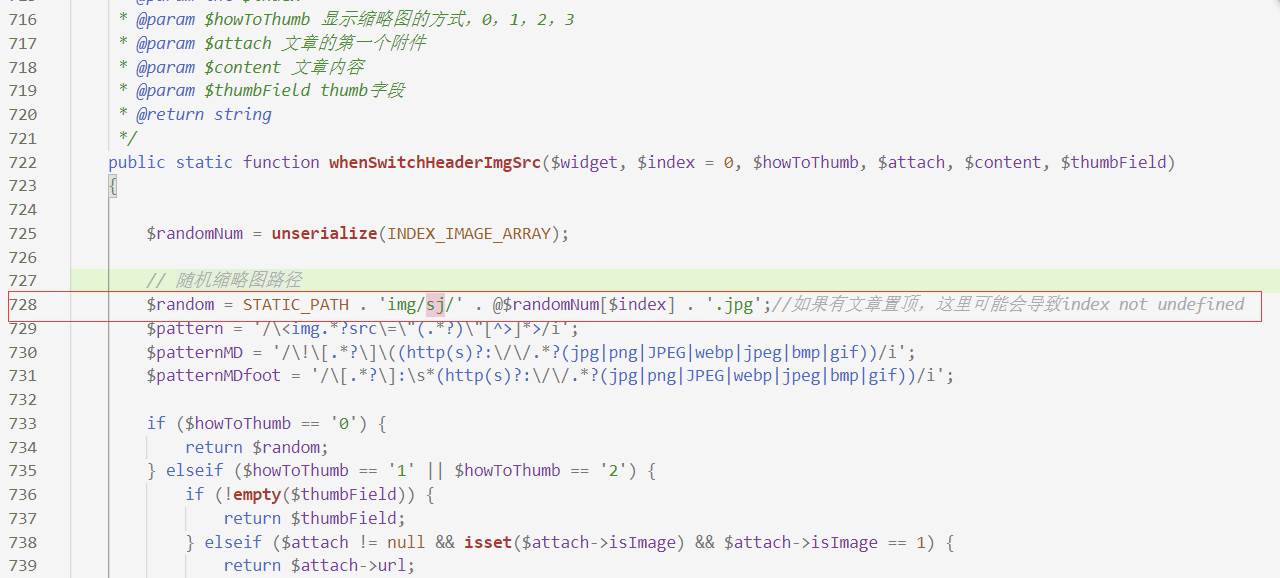 716 * @param $howToThumb 显示缩略图的方式，0，1，2，3
717 * @param $attach 文章的第一个附件
718 * @param $content 文章内容
719 * @param $thumbField thumb字段
720 * @return string
721 */
722 public static function whenSwitchHeaderImgSrc($widget, $index = 0, $howToThumb, $attach, $content, $thumbField)
723 {
724
725 $randomNum = unserialize(INDEX_IMAGE_ARRAY);
726
727 // 随机缩略图路径
728 $random = STATIC_PATH . 'img/sj/' . @$randomNum[$index] . '.jpg';//如果有文章置顶，这里可能会导致index not undefined
729 $pattern = '/\<img.*?src\=\"(.*?)\"[^>]*>/i';
730 $patternMD = '/\!\[.*?\]\((http(s)?:\/\/.*?(jpg|png|JPEG|webp|jpeg|bmp|gif))/i';
731 $patternMDfoot = '/\[.*?\]:\s*(http(s)?:\/\/.*?(jpg|png|JPEG|webp|jpeg|bmp|gif))/i';
732
733 if ($howToThumb == '0') {
734 return $random;
735 } elseif ($howToThumb == '1' || $howToThumb == '2') {
736 if (!empty($thumbField)) {
737 return $thumbField;
738 } elseif ($attach != null && isset($attach->isImage) && $attach->isImage == 1) {
739 return $attach->url;